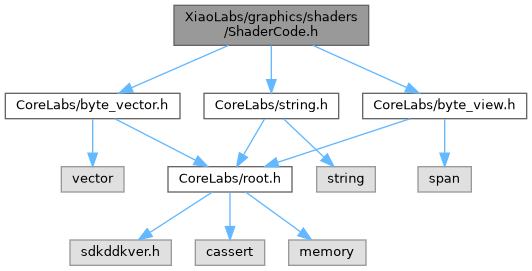 XiaoLabs/graphics/shaders
/ShaderCode.h
CoreLabs/byte_vector.h
CoreLabs/string.h
CoreLabs/byte_view.h
vector
CoreLabs/root.h
string
span
sdkddkver.h
cassert
memory